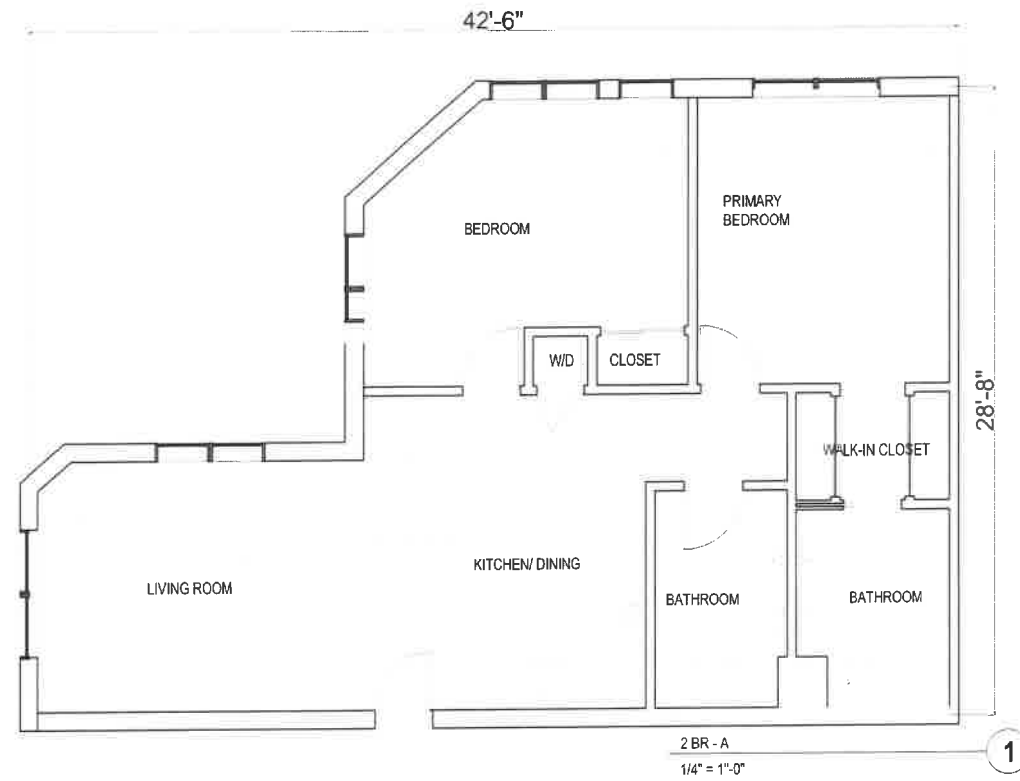 42'-6"
PRIMARY
BEDROOM
BEDROOM
W/D
CLOSET
28'-8"
WALK-IN CLOSET
KITCHEN/ DINING
LIVING ROOM
BATHROOM
BATHROOM
2 BR - A
1/4" = 1"-0"
1